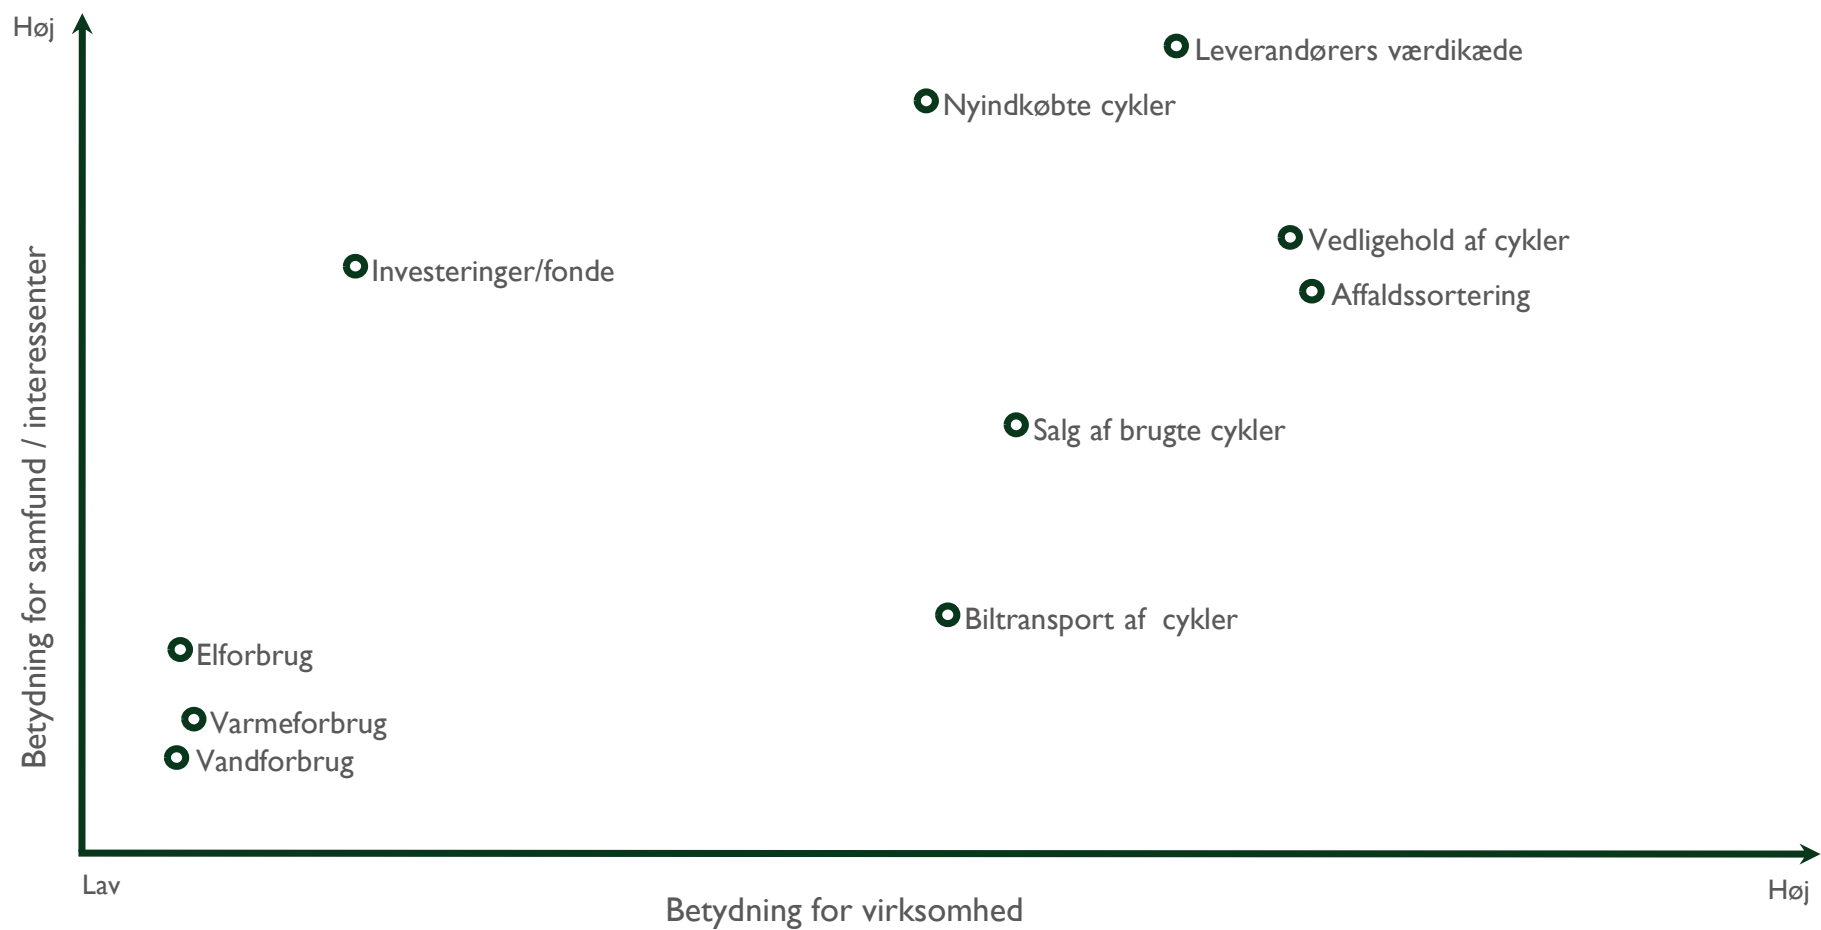 Høj
Leverandørers værdikæde
Nyindkøbte cykler
Vedligehold af cykler
Investeringer/fonde
Affaldssortering
Salg af brugte cykler
Biltransport af cykler
Elforbrug
Varmeforbrug
Vandforbrug
Betydning for samfund / interessenter
Lav
Høj
Betydning for virksomhed